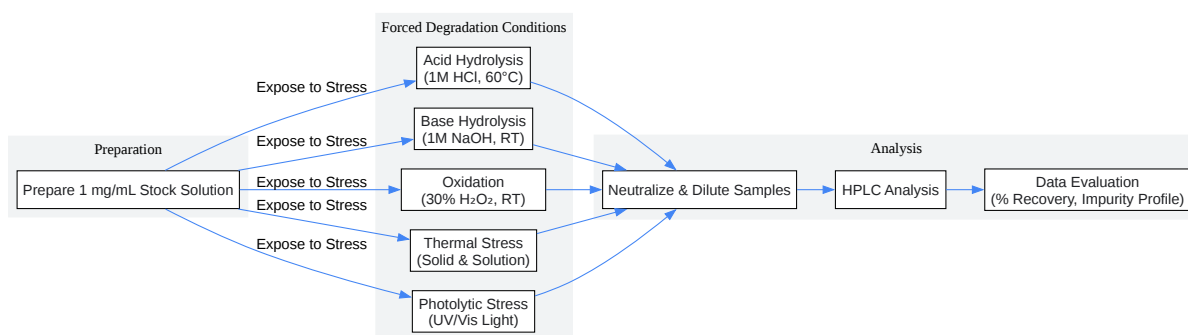 Forced Degradation Conditions
Acid Hydrolysis
(1M HCl, 60°C)
Expose to Stress
Base Hydrolysis
(1M NaOH, RT)
Expose to Stress
Preparation
Analysis
Prepare 1 mg/mL Stock Solution
Expose to Stress
Oxidation
(30% H₂O₂, RT)
Neutralize & Dilute Samples
HPLC Analysis
Data Evaluation
(% Recovery, Impurity Profile)
Expose to Stress
Thermal Stress
(Solid & Solution)
Expose to Stress
Photolytic Stress
(UV/Vis Light)